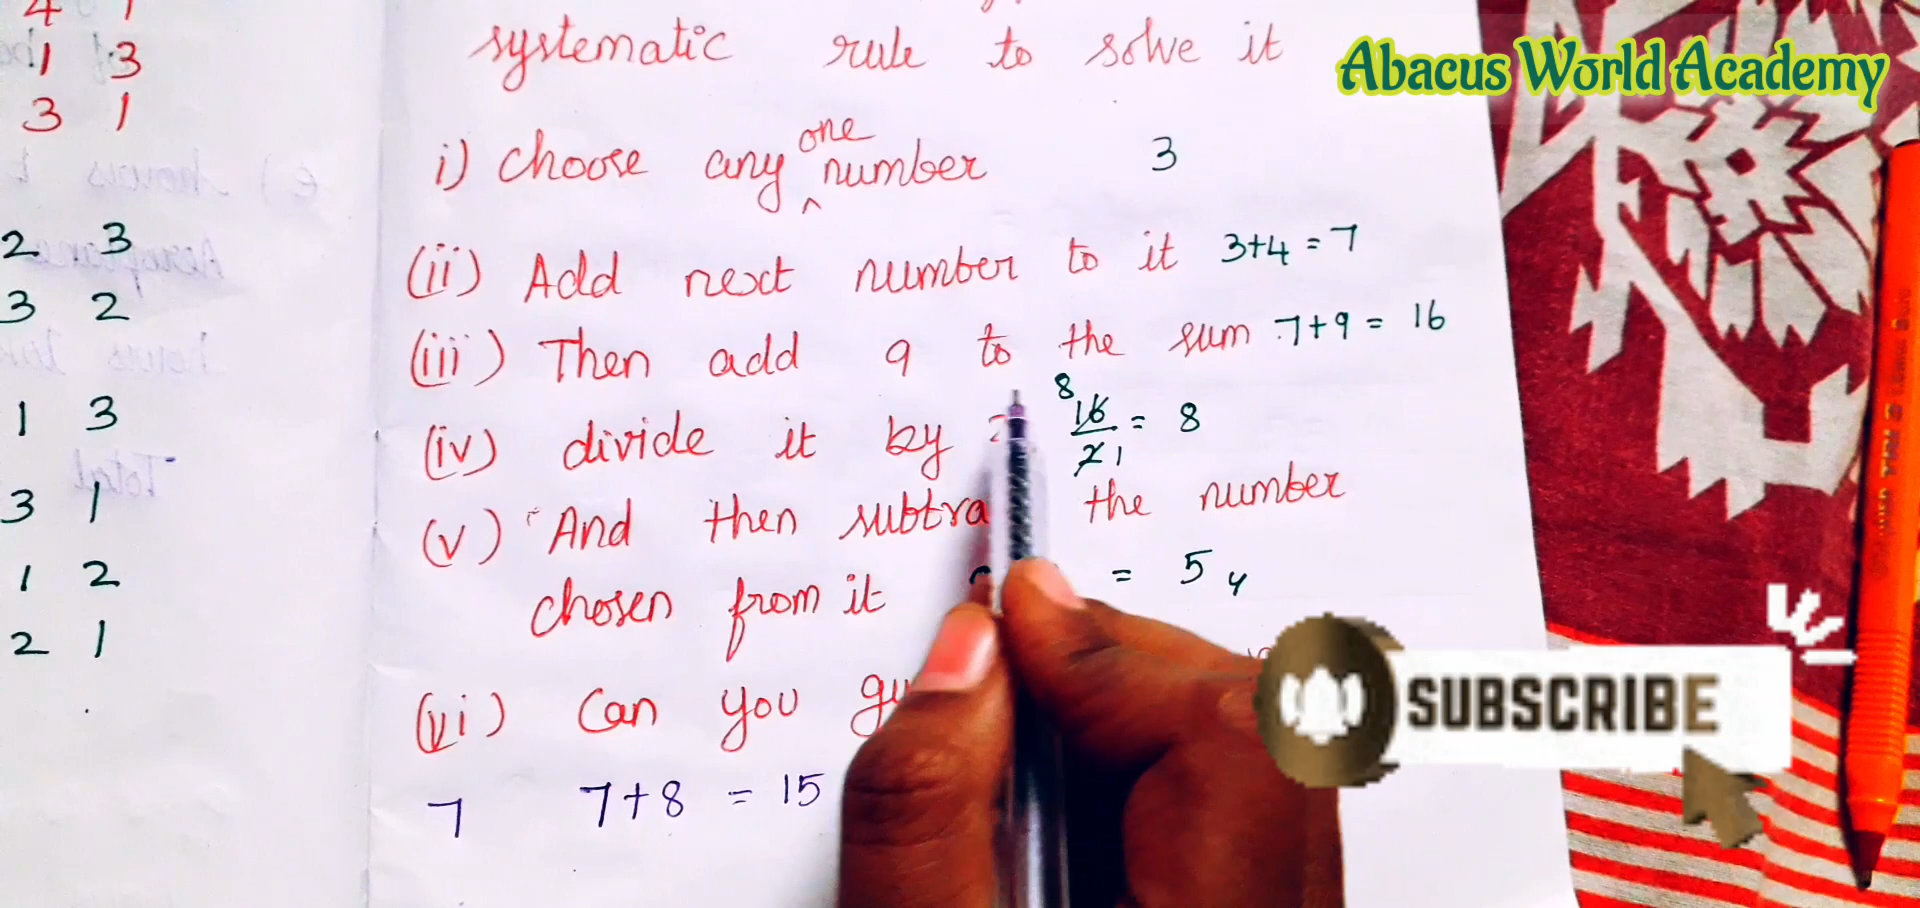 4 1
1 3
3 1
2 3
3 2
1 3
3 1
1 2
2 1
systematic rule to solve it
i) choose any one number 3
(ii) Add next number to it 3+4 = 7
(iii) Then add 9 to the sum 7+9 = 16
(iv) divide it by 8 16/2 1 = 8
(v) And then the number
chosen from it = 5
(vi) Can you
7 7+8 = 15
Abacus World Academy
SUBSCRIBE